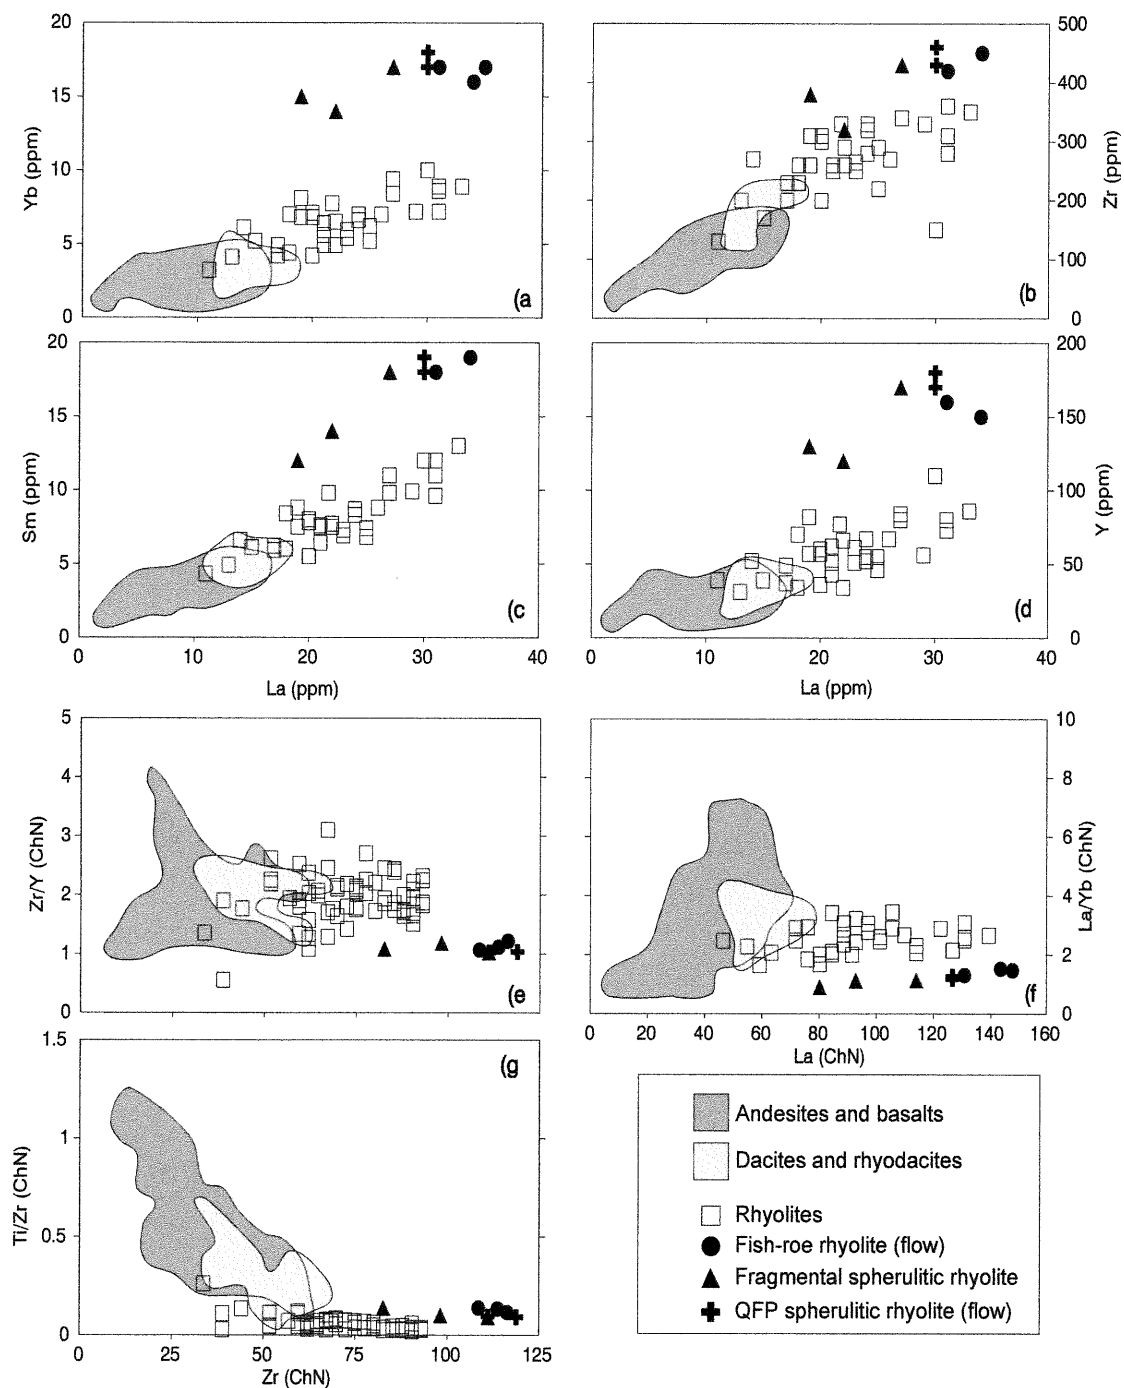 20
15
10
5
0
Yb (ppm)
(a
500
400
300
200
100
0
Zr (ppm)
(b
20
15
10
5
0
Sm (ppm)
(c
0 10 20 30 40
La (ppm)
200
150
100
50
0
Y (ppm)
(d
0 10 20 30 40
La (ppm)
5
4
3
2
1
0
Zr/Y (ChN)
(e
10
8
6
4
2
0
La/Yb (ChN)
(f
0 20 40 60 80 100 120 140 160
La (ChN)
1.5
1
0.5
0
Ti/Zr (ChN)
(g
0 25 50 75 100 125
Zr (ChN)
Andesites and basalts
Dacites and rhyodacites
Rhyolites
Fish-roe rhyolite (flow)
Fragmental spherulitic rhyolite
QFP spherulitic rhyolite (flow)